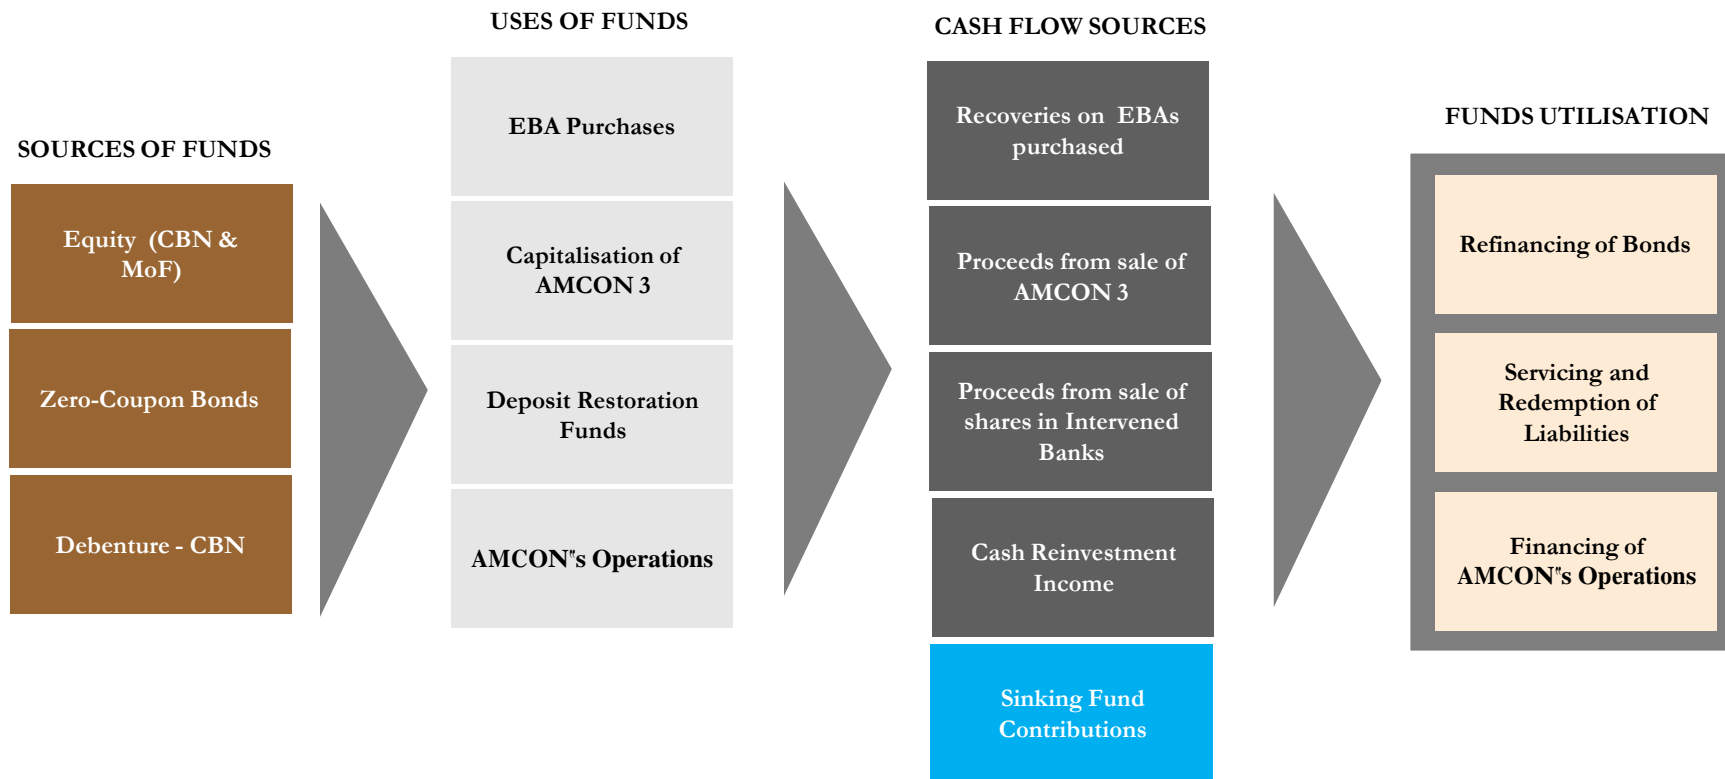 SOURCES OF FUNDS
Equity (CBN &
MoF)
Zero-Coupon Bonds
Debenture - CBN
USES OF FUNDS
EBA Purchases
Capitalisation of
AMCON 3
Deposit Restoration
Funds
AMCON‟s Operations
CASH FLOW SOURCES
Recoveries on EBAs
purchased
Proceeds from sale of
AMCON 3
Proceeds from sale of
shares in Intervened
Banks
Cash Reinvestment
Income
Sinking Fund
Contributions
FUNDS UTILISATION
Refinancing of Bonds
Servicing and
Redemption of
Liabilities
Financing of
AMCON‟s Operations